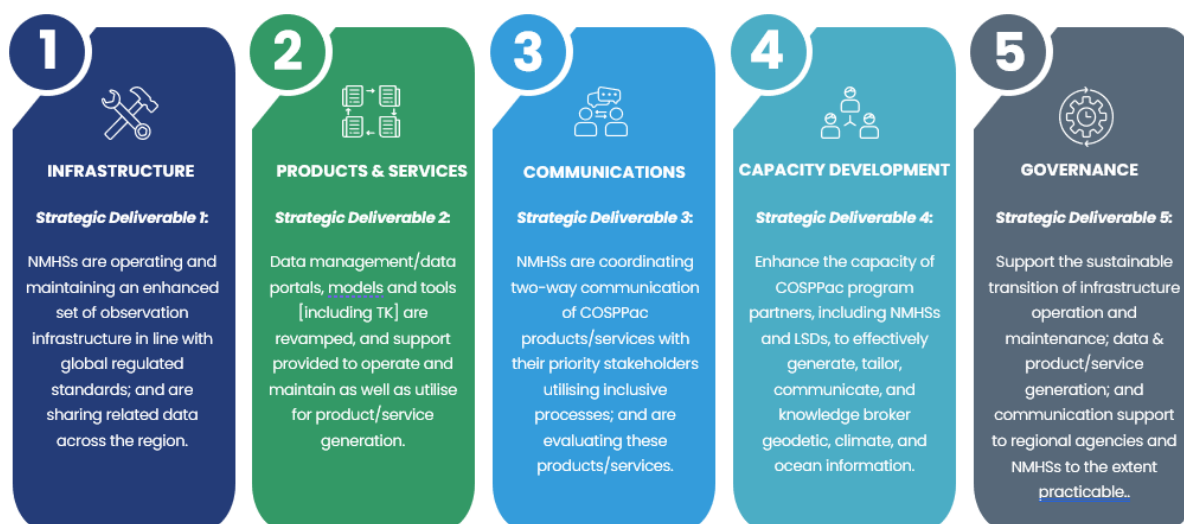 1
INFRASTRUCTURE
Strategic Deliverable 1:
NMHSs are operating and
maintaining an enhanced
set of observation
infrastructure in line with
global regulated
standards; and are
sharing related data
across the region.
2
PRODUCTS & SERVICES
Strategic Deliverable 2:
Data management/data
portals, models and tools
[including TK] are
revamped, and support
provided to operate and
maintain as well as utilise
for product/service
generation.
3
COMMUNICATIONS
Strategic Deliverable 3:
NMHSs are coordinating
two-way communication
of COSPPac
products/services with
their priority stakeholders
utilising inclusive
processes; and are
evaluating these
products/services.
4
CAPACITY DEVELOPMENT
Strategic Deliverable 4:
Enhance the capacity of
COSPPac program
partners, including NMHSs
and LSDs, to effectively
generate, tailor,
communicate, and
knowledge broker
geodetic, climate, and
ocean information.
5
GOVERNANCE
Strategic Deliverable 5:
Support the sustainable
transition of infrastructure
operation and
maintenance; data &
product/service
generation; and
communication support
to regional agencies and
NMHSs to the extent
practicable..